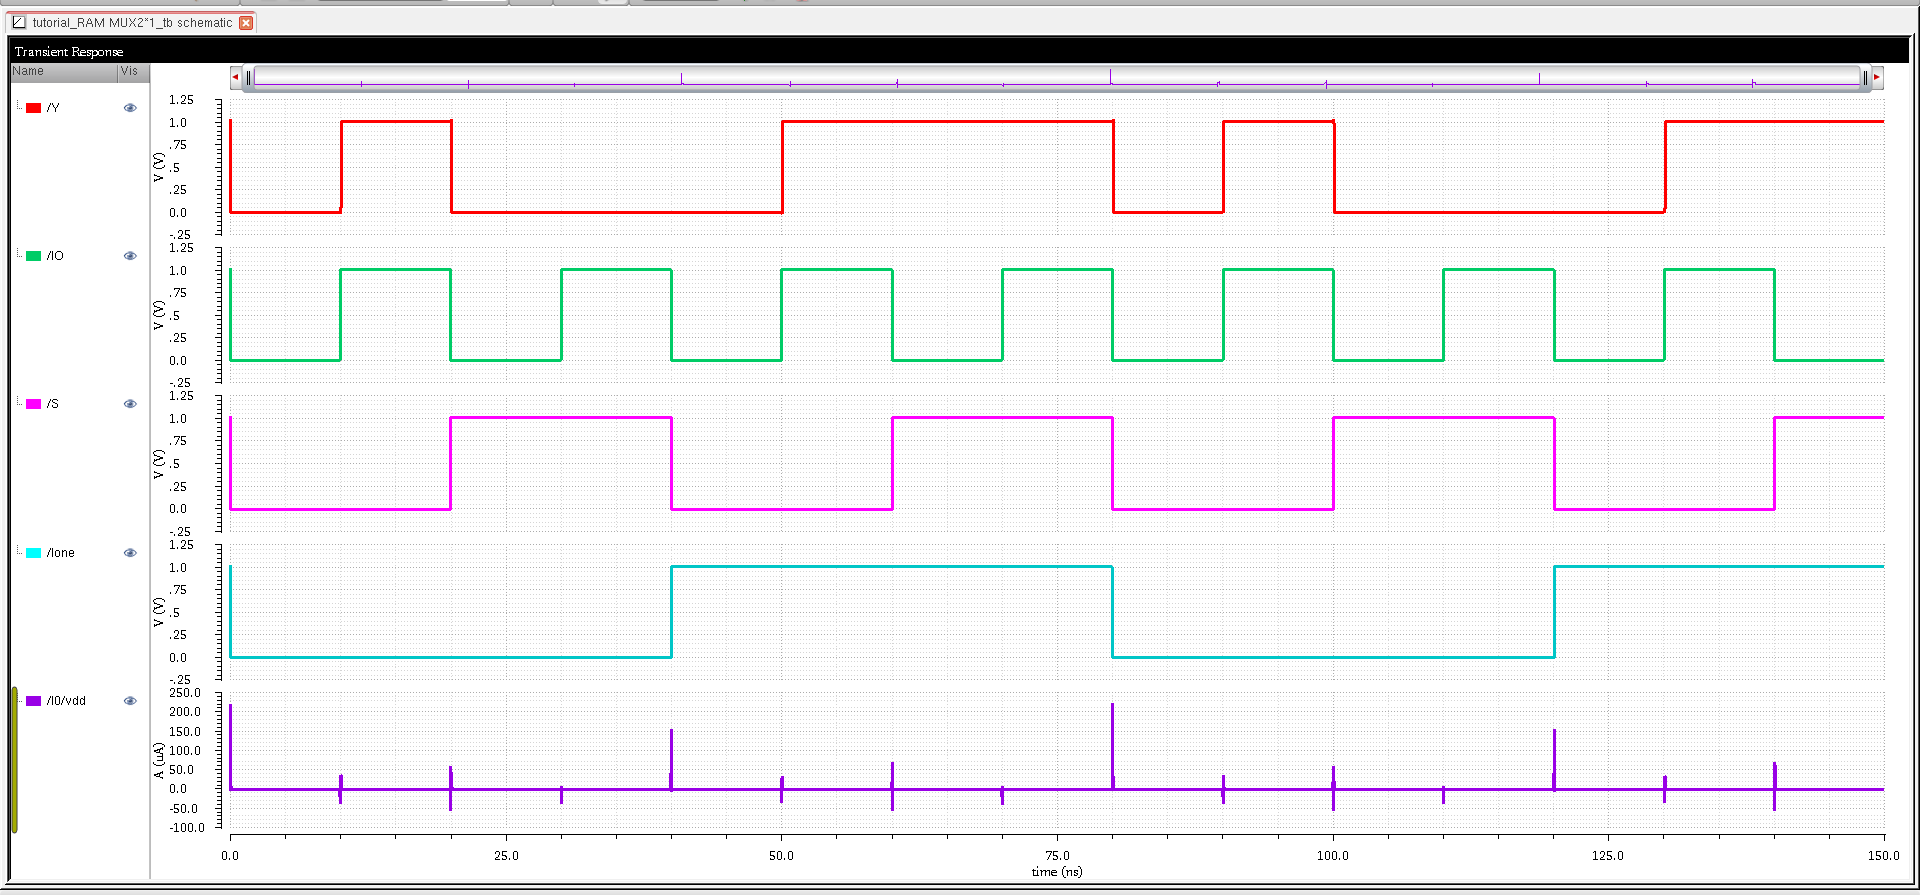 tutorial_RAM MUX2*1_tb schematic
Transient Response
Name Vis
/Y
1.25
1.0
.75
.5
.25
0.0
-.25
V (V)
/IO
1.25
1.0
.75
.5
.25
0.0
-.25
V (V)
/S
1.25
1.0
.75
.5
.25
0.0
-.25
V (V)
/Ione
1.25
1.0
.75
.5
.25
0.0
-.25
V (V)
/I0/vdd
250.0
200.0
150.0
100.0
50.0
0.0
-50.0
-100.0
A (uA)
0.0 25.0 50.0 75.0 100.0 125.0 150.0
time (ns)